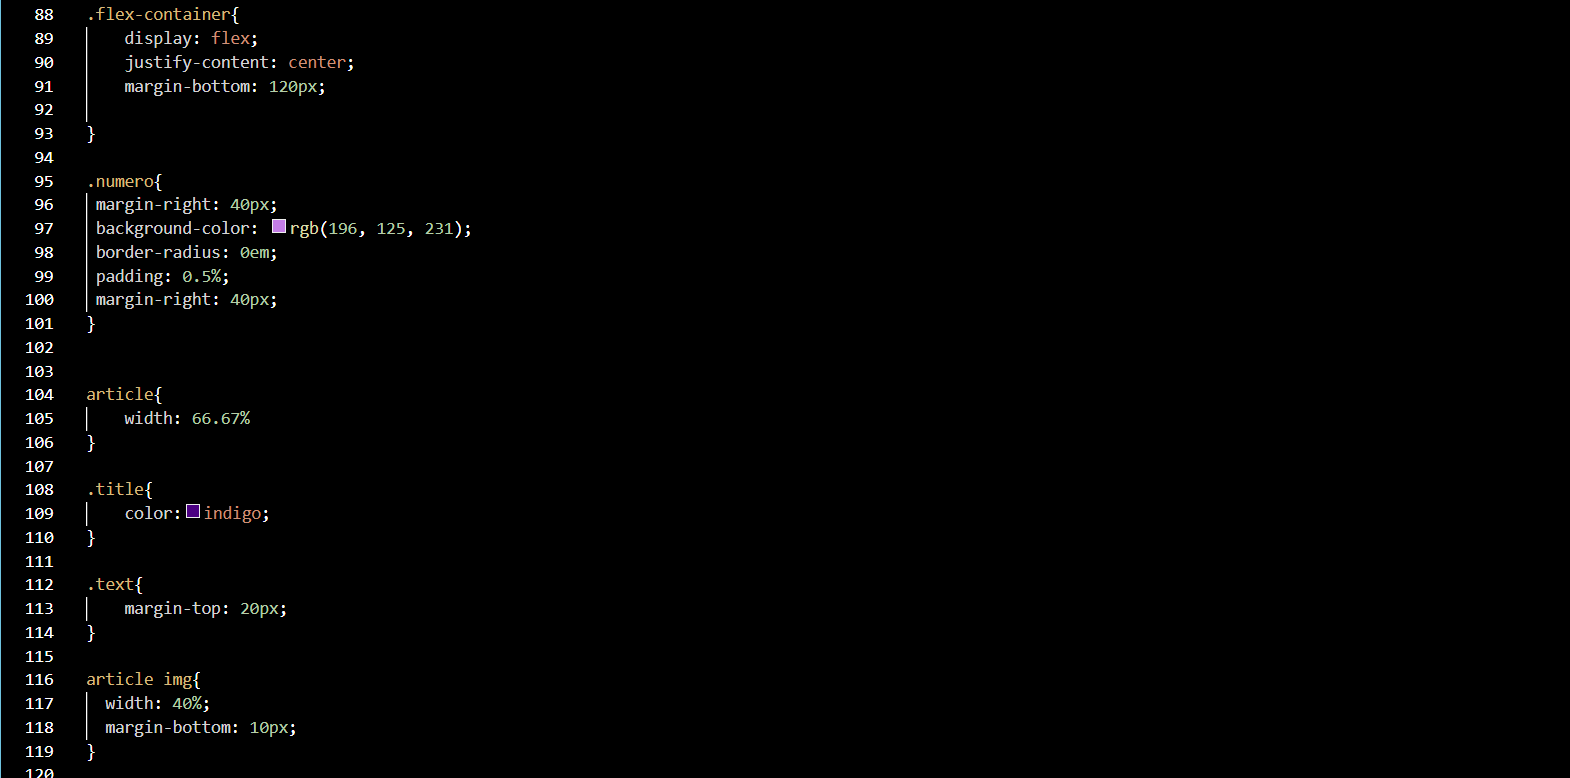 88 .flex-container{
89 display: flex;
90 justify-content: center;
91 margin-bottom: 120px;
92
93 }
94
95 .numero{
96 margin-right: 40px;
97 background-color: rgb(196, 125, 231);
98 border-radius: 0em;
99 padding: 0.5%;
100 margin-right: 40px;
101 }
102
103
104 article{
105 width: 66.67%
106 }
107
108 .title{
109 color: indigo;
110 }
111
112 .text{
113 margin-top: 20px;
114 }
115
116 article img{
117 width: 40%;
118 margin-bottom: 10px;
119 }
120